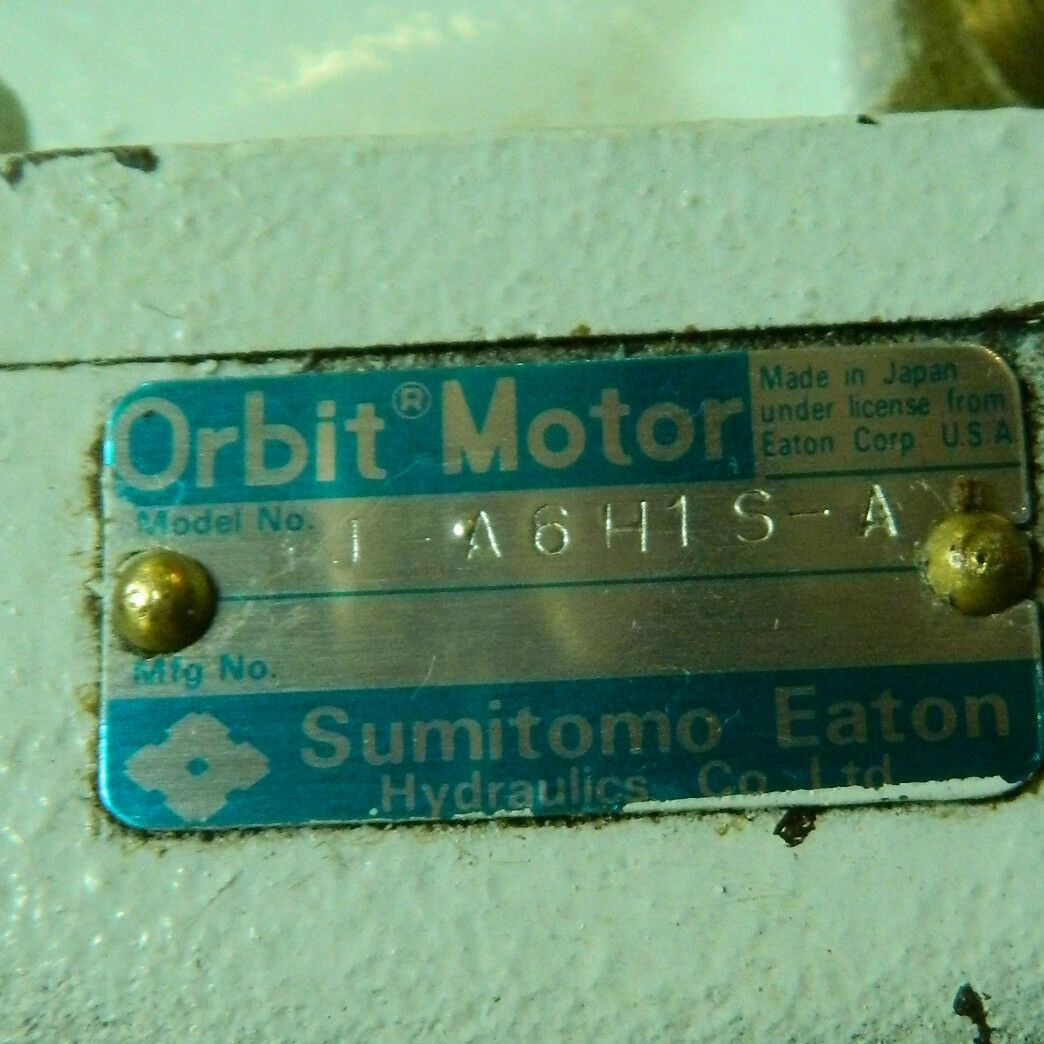 Orbit® Motor
Made in Japan
under license from
Eaton Corp U.S.A
Model No. 1-A6H1S-A
Mfg No.
Sumitomo Eaton
Hydraulics Co Ltd